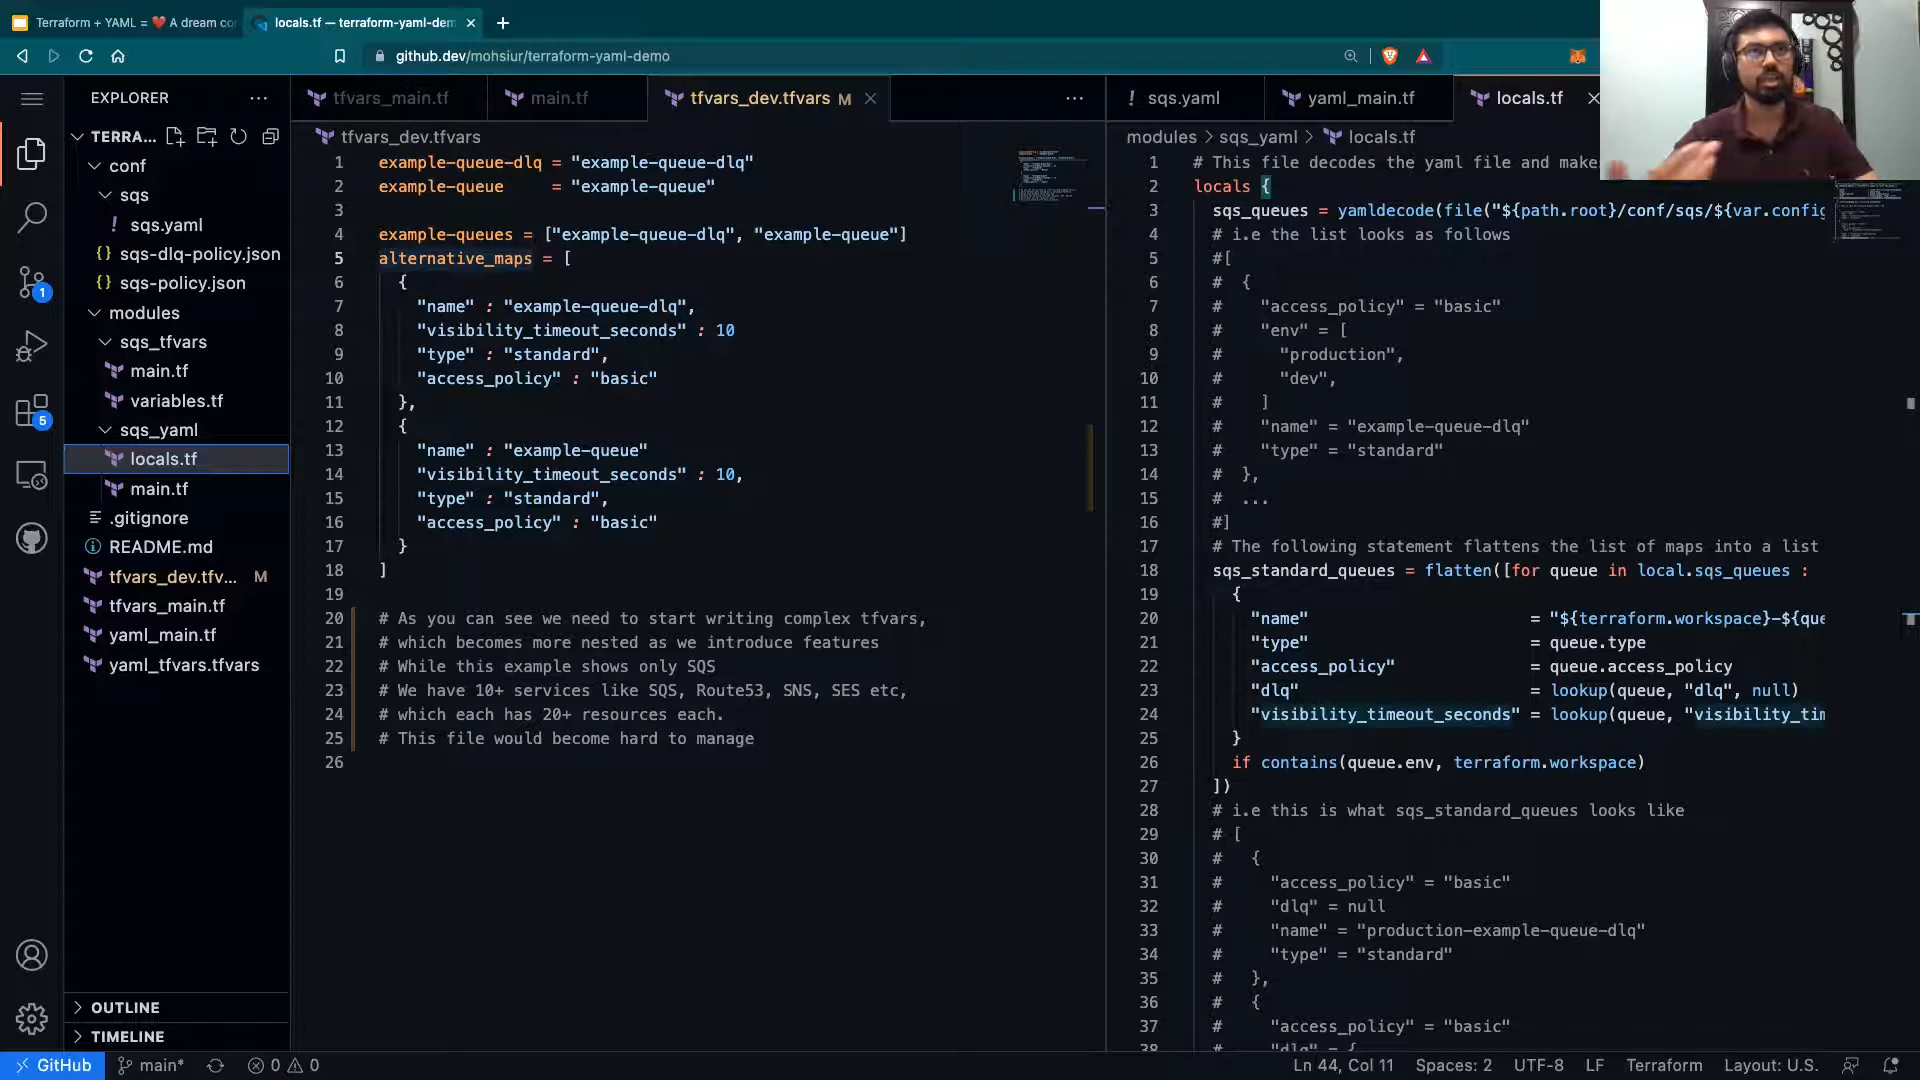 Terraform + YAML = ❤️ A dream co
locals.tf — terraform-yaml-dem
github.dev/mohsiur/terraform-yaml-demo
EXPLORER
TERRA...
conf
sqs
sqs.yaml
sqs-dlq-policy.json
sqs-policy.json
modules
sqs_tfvars
main.tf
variables.tf
sqs_yaml
locals.tf
main.tf
.gitignore
README.md
tfvars_dev.tfv... M
tfvars_main.tf
yaml_main.tf
yaml_tfvars.tfvars
OUTLINE
TIMELINE
1
5
tfvars_main.tf
main.tf
tfvars_dev.tfvars M
tfvars_dev.tfvars
1 example-queue-dlq = "example-queue-dlq"
2 example-queue     = "example-queue"
3
4 example-queues = ["example-queue-dlq", "example-queue"]
5 alternative_maps = [
6 {
7 "name" : "example-queue-dlq",
8 "visibility_timeout_seconds" : 10
9 "type" : "standard",
10 "access_policy" : "basic"
11 },
12 {
13 "name" : "example-queue"
14 "visibility_timeout_seconds" : 10,
15 "type" : "standard",
16 "access_policy" : "basic"
17 }
18 ]
19
20 # As you can see we need to start writing complex tfvars,
21 # which becomes more nested as we introduce features
22 # While this example shows only SQS
23 # We have 10+ services like SQS, Route53, SNS, SES etc,
24 # which each has 20+ resources each.
25 # This file would become hard to manage
26
sqs.yaml
yaml_main.tf
locals.tf
modules > sqs_yaml > locals.tf
1 # This file decodes the yaml file and make
2 locals {
3 sqs_queues = yamldecode(file("${path.root}/conf/sqs/${var.config
4 # i.e the list looks as follows
5 #[
6 # {
7 # "access_policy" = "basic"
8 # "env" = [
9 # "production",
10 # "dev",
11 # ]
12 # "name" = "example-queue-dlq"
13 # "type" = "standard"
14 # },
15 # ...
16 #]
17 # The following statement flattens the list of maps into a list
18 sqs_standard_queues = flatten([for queue in local.sqs_queues :
19 {
20 "name" = "${terraform.workspace}-${que
21 "type" = queue.type
22 "access_policy" = queue.access_policy
23 "dlq" = lookup(queue, "dlq", null)
24 "visibility_timeout_seconds" = lookup(queue, "visibility_tim
25 }
26 if contains(queue.env, terraform.workspace)
27 ])
28 # i.e this is what sqs_standard_queues looks like
29 # [
30 # {
31 # "access_policy" = "basic"
32 # "dlq" = null
33 # "name" = "production-example-queue-dlq"
34 # "type" = "standard"
35 # },
36 # {
37 # "access_policy" = "basic"
38 # "dlq" = {
GitHub
main*
0 0
Ln 44, Col 11
Spaces: 2
UTF-8
LF
Terraform
Layout: U.S.